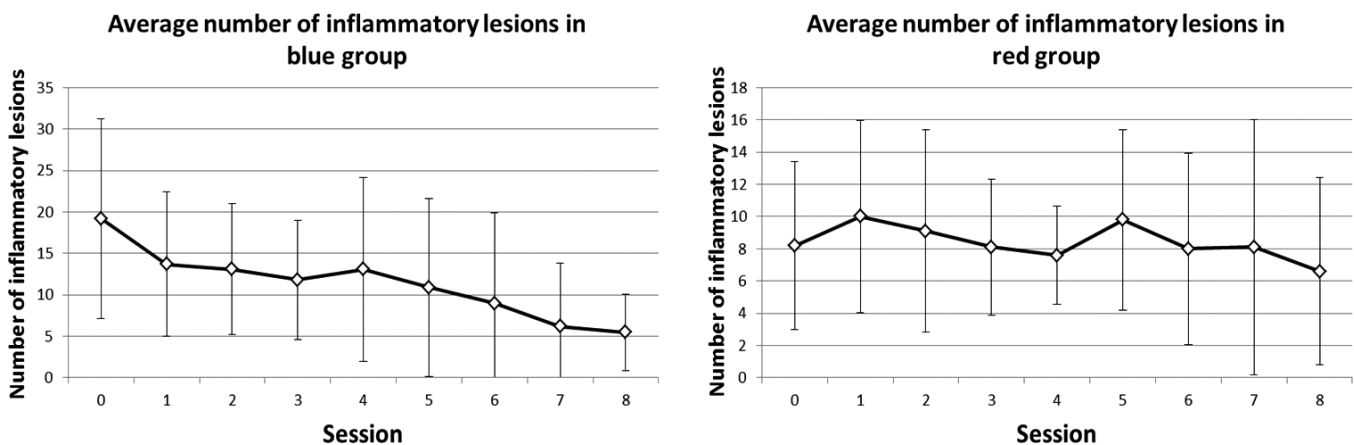 Average number of inflammatory lesions in
blue group
Number of inflammatory lesions
35
30
25
20
15
10
5
0
0 1 2 3 4 5 6 7 8
Session
Average number of inflammatory lesions in
red group
Number of inflammatory lesions
18
16
14
12
10
8
6
4
2
0
0 1 2 3 4 5 6 7 8
Session